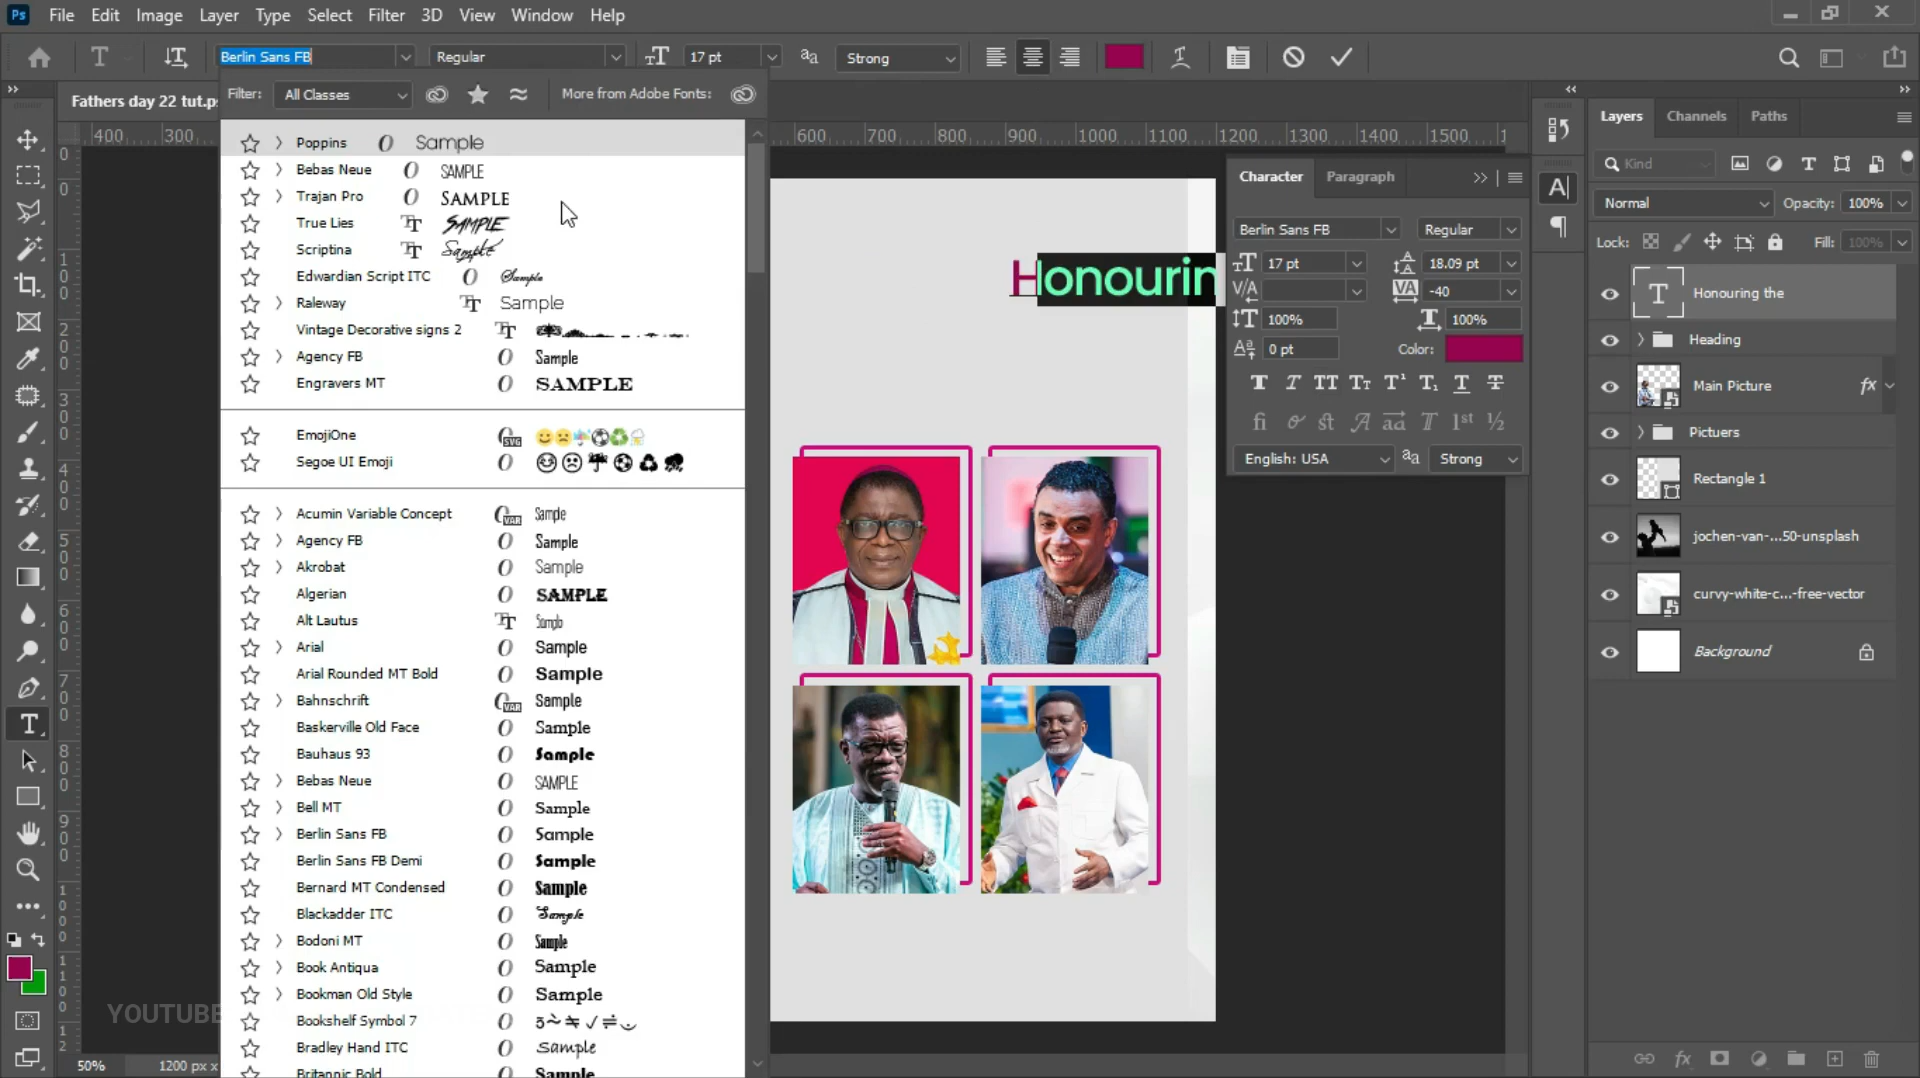 Ps File Edit Image Layer Type Select Filter 3D View Window Help
Berlin Sans FB Regular 17 pt Strong
Filter: All Classes More from Adobe Fonts:
Fathers day 22 tut.ps
400 300 600 700 800 900 1000 1100 1200 1300 1400 1500
Poppins Sample
Bebas Neue SAMPLE
Trajan Pro SAMPLE
True Lies SAMPLE
Scriptina Sample
Edwardian Script ITC Sample
Raleway Sample
Vintage Decorative signs 2
Agency FB Sample
Engravers MT SAMPLE
EmojiOne
Segoe UI Emoji
Acumin Variable Concept Sample
Agency FB Sample
Akrobat Sample
Algerian SAMPLE
Alt Lautus Sample
Arial Sample
Arial Rounded MT Bold Sample
Bahnschrift Sample
Baskerville Old Face Sample
Bauhaus 93 Sample
Bebas Neue SAMPLE
Bell MT Sample
Berlin Sans FB Sample
Berlin Sans FB Demi Sample
Bernard MT Condensed Sample
Blackadder ITC Sample
Bodoni MT Sample
Book Antiqua Sample
Bookman Old Style Sample
Bookshelf Symbol 7
Bradley Hand ITC Sample
Britannic Bold Sample
YOUTUBE
50% 1200 px x
Honourin
Character Paragraph
Berlin Sans FB Regular
17 pt 18.09 pt
-40
100% 100%
0 pt Color:
English: USA Strong
Layers Channels Paths
Kind
Normal Opacity: 100%
Lock: Fill: 100%
Honouring the
Heading
Main Picture fx
Pictuers
Rectangle 1
jochen-van-...50-unsplash
curvy-white-c...-free-vector
Background